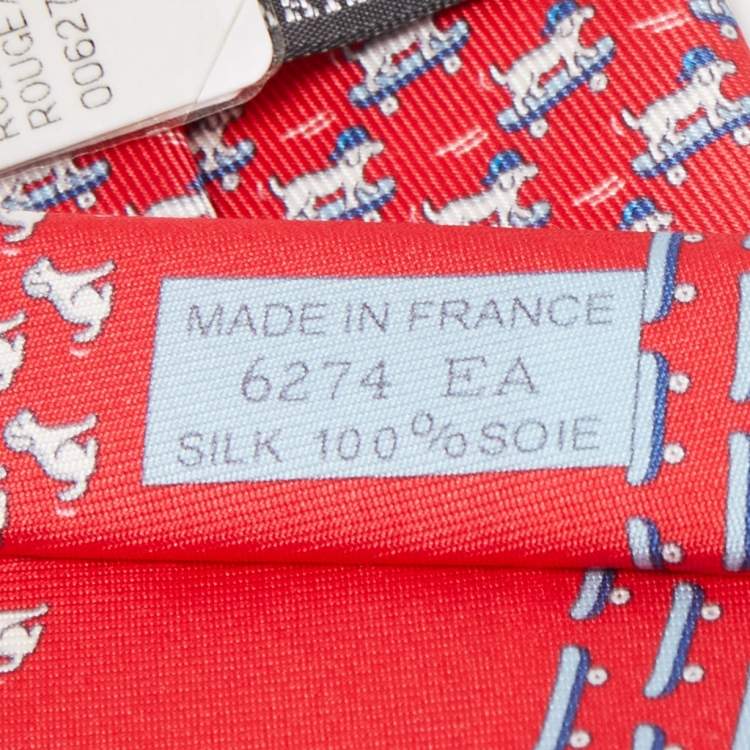 ROUGE
00627
MADE IN FRANCE
6274 EA
SILK 100% SOIE